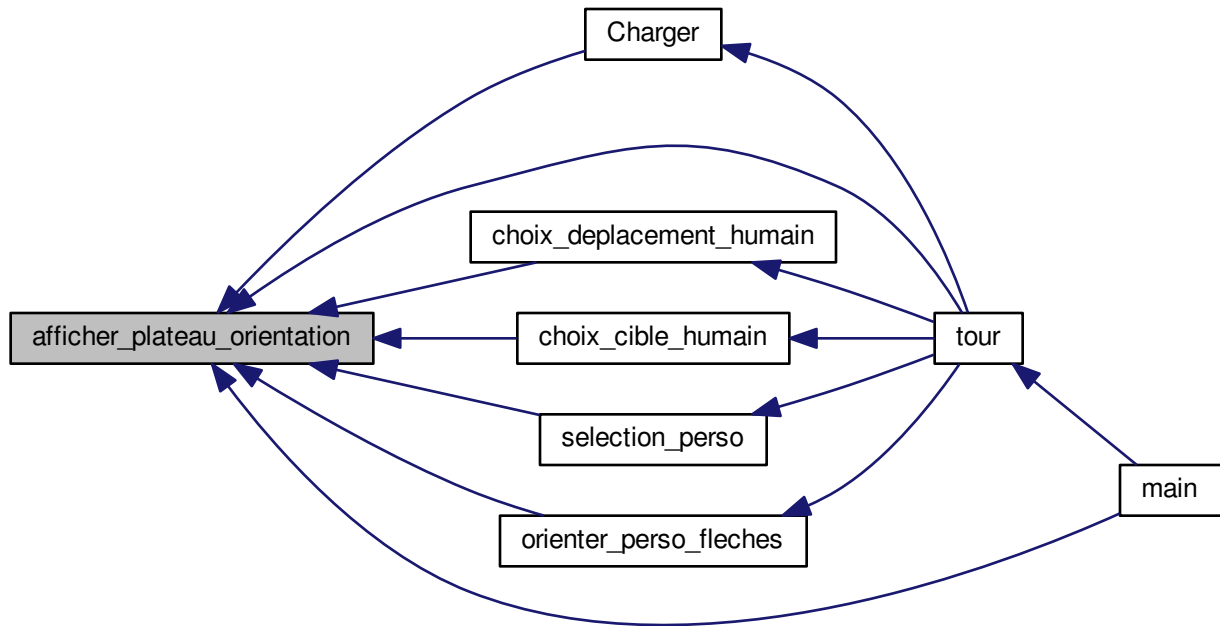 Charger
choix_deplacement_humain
afficher_plateau_orientation
choix_cible_humain
tour
selection_perso
main
orienter_perso_fleches